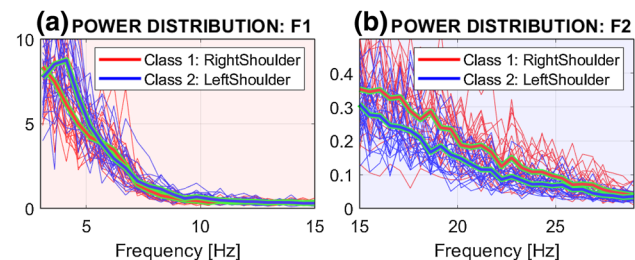 (a) POWER DISTRIBUTION: F1
10
Class 1: RightShoulder
Class 2: LeftShoulder
5
0
5
10
15
Frequency [Hz]
(b) POWER DISTRIBUTION: F2
Class 1: RightShoulder
Class 2: LeftShoulder
0.4
0.3
0.2
0.1
0
15
20
25
Frequency [Hz]